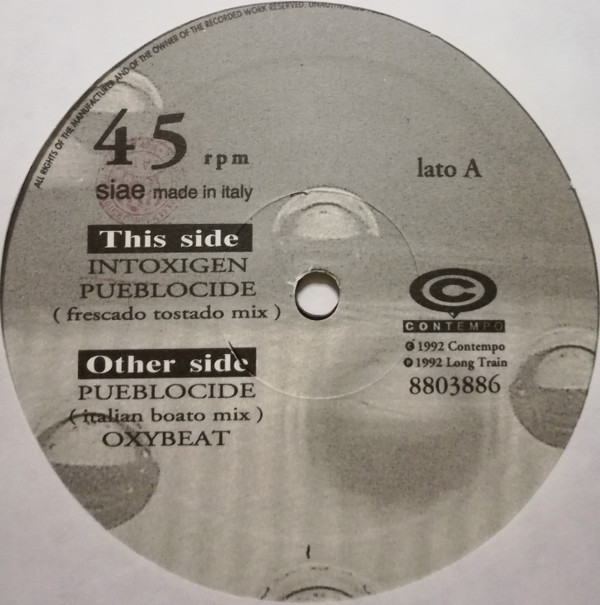 ALL RIGHTS OF THE MANUFACTURER AND OF THE OWNER OF THE RECORDED WORK RESERVED. UNAUTHORISED
45 rpm
siae made in italy
lato A
This side
INTOXIGEN
PUEBLOCIDE
( frescado tostado mix )
C
CONTEMPO
© 1992 Contempo
℗ 1992 Long Train
8803886
Other side
PUEBLOCIDE
( italian boato mix )
OXYBEAT